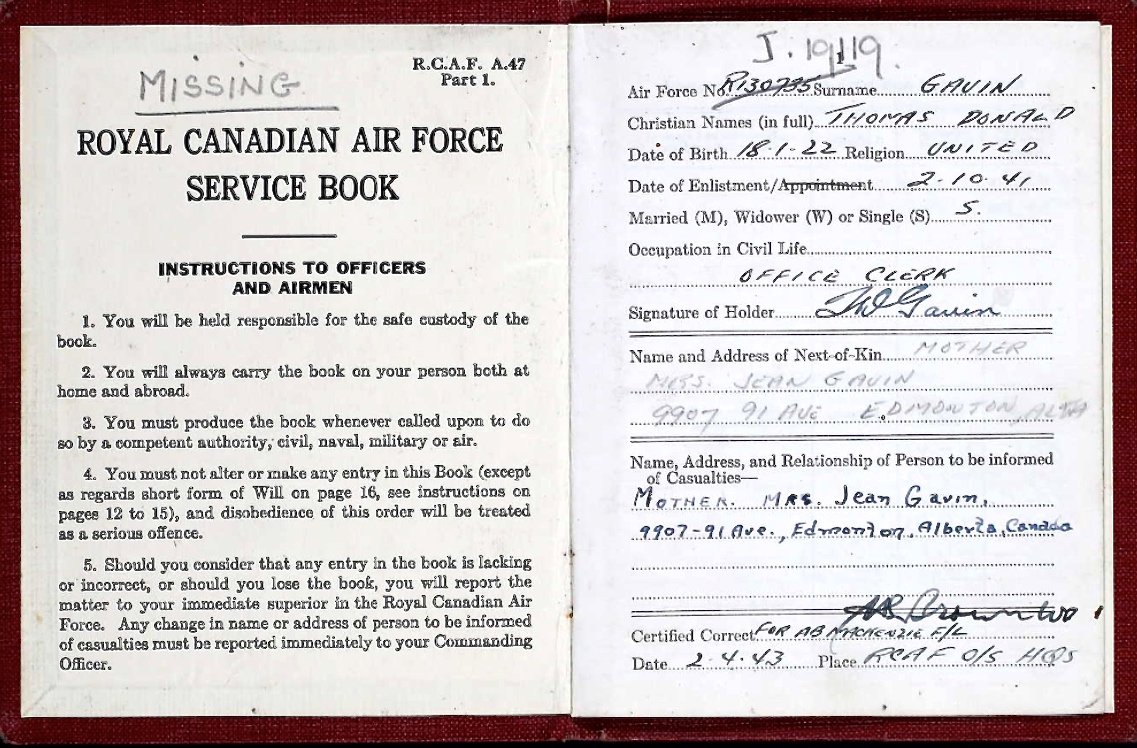 MISSING
R.C.A.F. A.47
Part 1.
ROYAL CANADIAN AIR FORCE
SERVICE BOOK
INSTRUCTIONS TO OFFICERS
AND AIRMEN
1. You will be held responsible for the safe custody of the
book.
2. You will always carry the book on your person both at
home and abroad.
3. You must produce the book whenever called upon to do
so by a competent authority, civil, naval, military or air.
4. You must not alter or make any entry in this Book (except
as regards short form of Will on page 16, see instructions on
pages 12 to 15), and disobedience of this order will be treated
as a serious offence.
5. Should you consider that any entry in the book is lacking
or incorrect, or should you lose the book, you will report the
matter to your immediate superior in the Royal Canadian Air
Force. Any change in name or address of person to be informed
of casualties must be reported immediately to your Commanding
Officer.
J. 19119.
Air Force No. R130735 Surname GAVIN
Christian Names (in full) THOMAS DONALD
Date of Birth 18·1·22 Religion UNITED
Date of Enlistment/Appointment 2·10·41
Married (M), Widower (W) or Single (S) S.
Occupation in Civil Life
OFFICE CLERK
Signature of Holder TD Gavin
Name and Address of Next-of-Kin MOTHER
MRS. JEAN GAVIN
9907 91 AVE EDMONTON, ALTA
Name, Address, and Relationship of Person to be informed
of Casualties—
MOTHER. MRS. Jean Gavin,
9907-91 Ave., Edmonton, Alberta, Canada
Certified Correct FOR AB MACKENZIE F/L
Date 2·4·43 Place RCAF O/S HQS